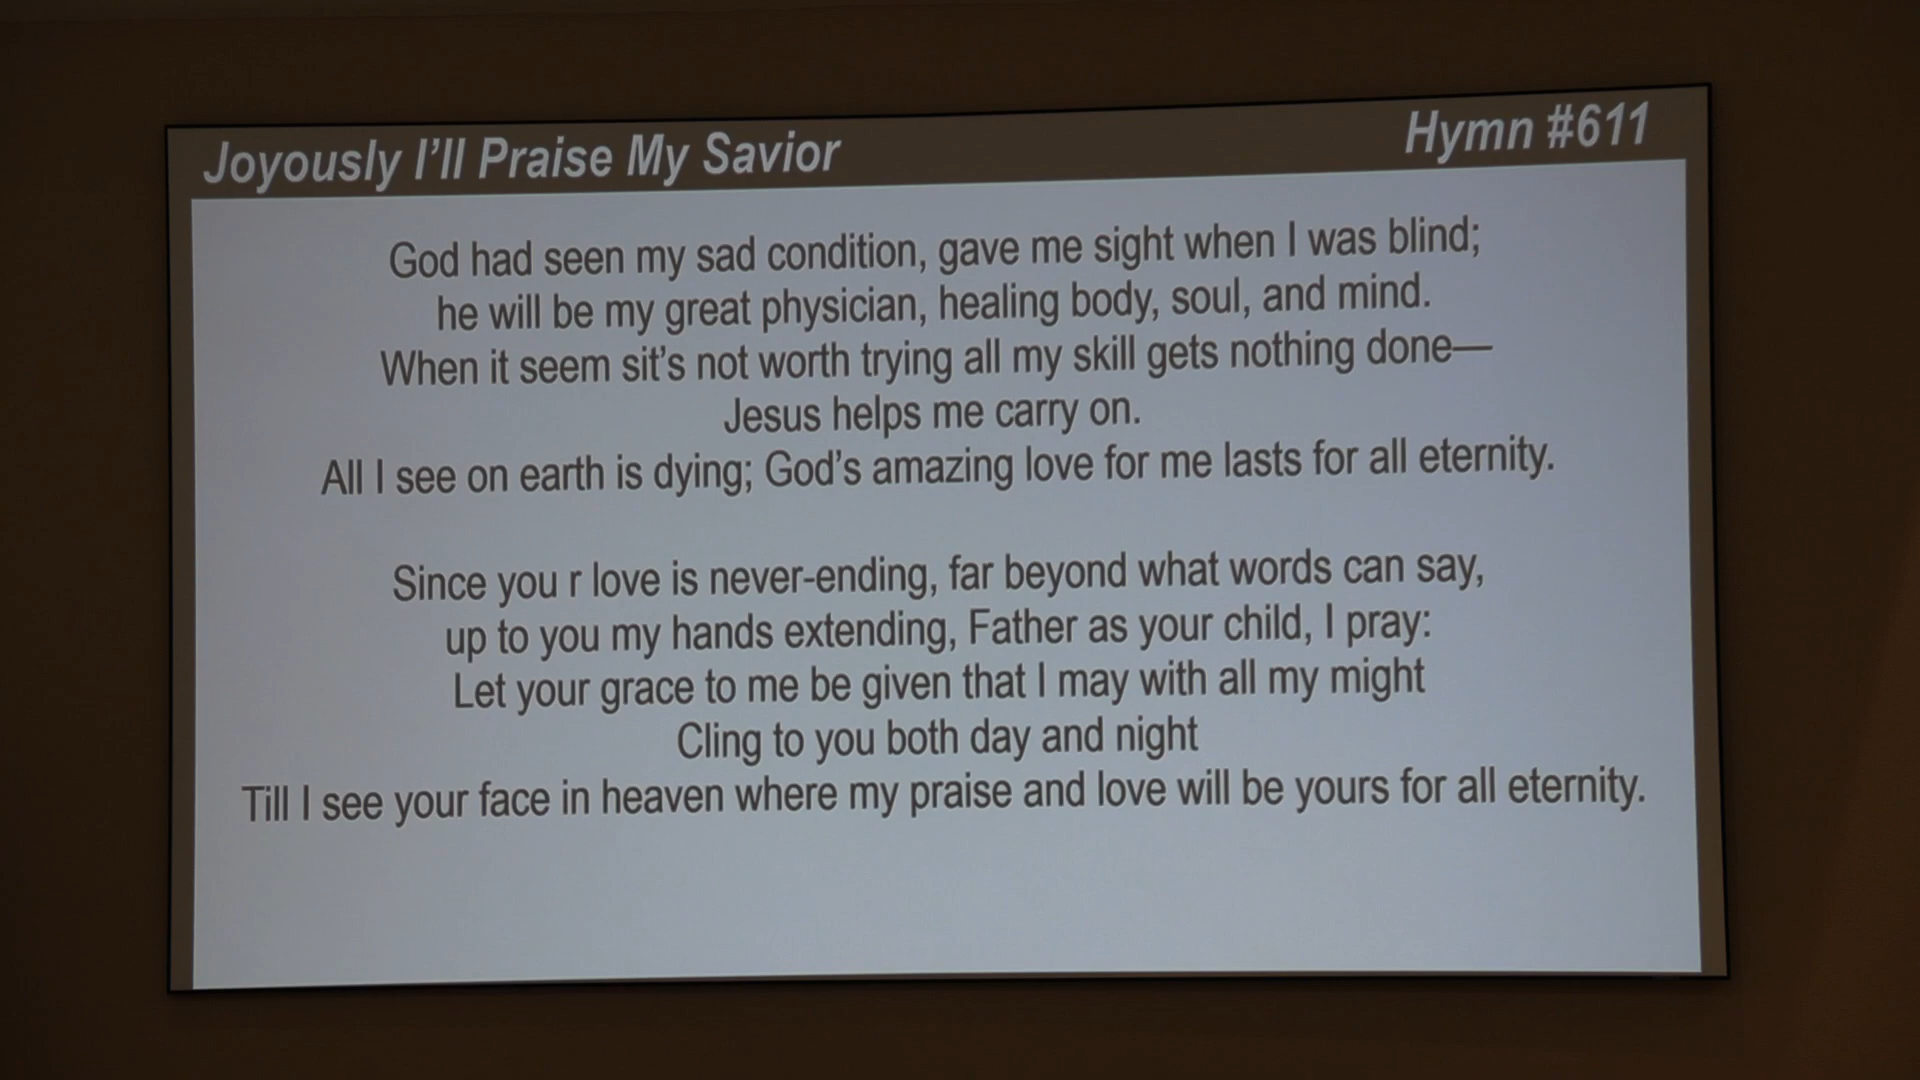 Joyously I’ll Praise My Savior
Hymn #611
God had seen my sad condition, gave me sight when I was blind;
he will be my great physician, healing body, soul, and mind.
When it seem sit’s not worth trying all my skill gets nothing done—
Jesus helps me carry on.
All I see on earth is dying; God’s amazing love for me lasts for all eternity.
Since you r love is never-ending, far beyond what words can say,
up to you my hands extending, Father as your child, I pray:
Let your grace to me be given that I may with all my might
Cling to you both day and night
Till I see your face in heaven where my praise and love will be yours for all eternity.